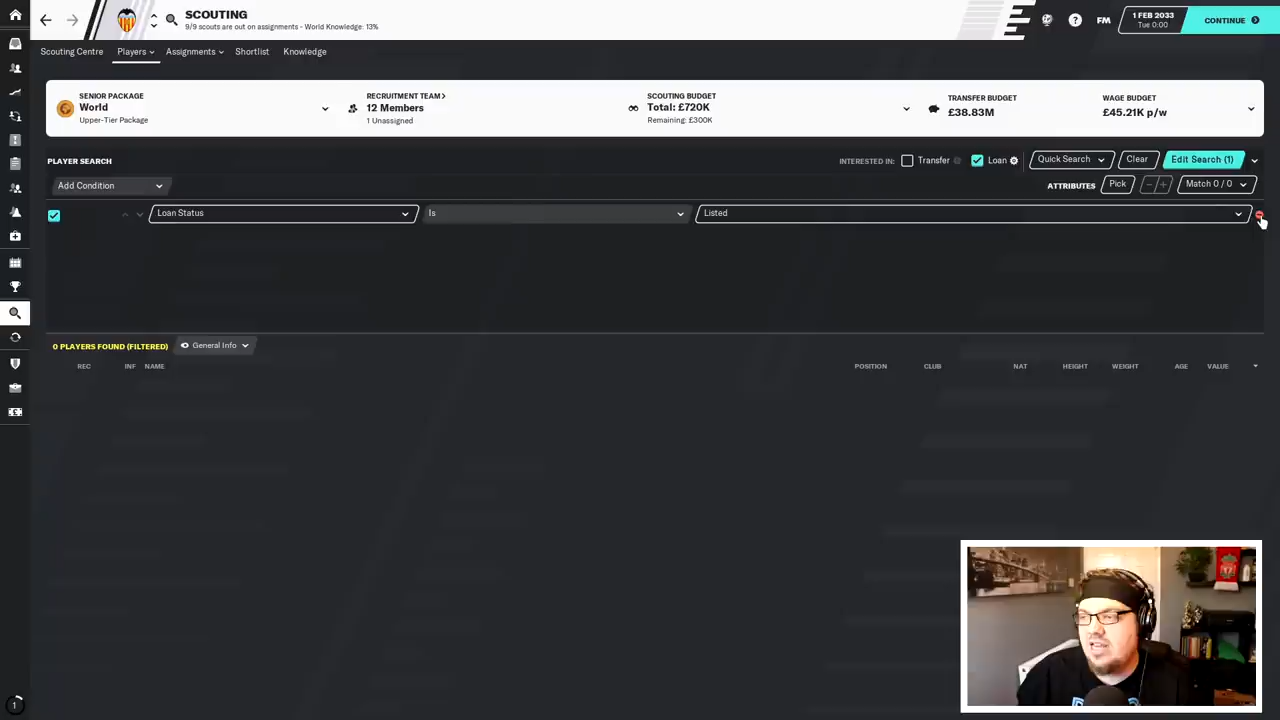 SCOUTING
9/9 scouts are out on assignments - World Knowledge: 13%
FM
1 FEB 2033
Tue 0:00
CONTINUE
Scouting Centre
Players
Assignments
Shortlist
Knowledge
SENIOR PACKAGE
World
Upper-Tier Package
RECRUITMENT TEAM
12 Members
1 Unassigned
SCOUTING BUDGET
Total: £720K
Remaining: £300K
TRANSFER BUDGET
£38.83M
WAGE BUDGET
£45.21K p/w
PLAYER SEARCH
INTERESTED IN:
Transfer
Loan
Quick Search
Clear
Edit Search (1)
Add Condition
ATTRIBUTES
Pick
- / +
Match 0 / 0
Loan Status
Is
Listed
0 PLAYERS FOUND (FILTERED)
General Info
REC INF NAME POSITION CLUB NAT HEIGHT WEIGHT AGE VALUE
1